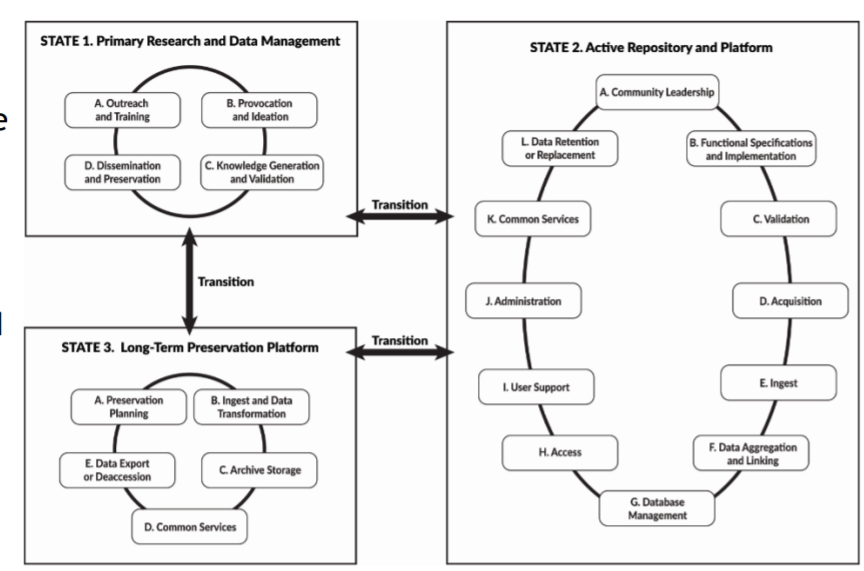 e
l
STATE 1. Primary Research and Data Management
A. Outreach
and Training
B. Provocation
and Ideation
C. Knowledge Generation
and Validation
D. Dissemination
and Preservation
Transition
Transition
STATE 3. Long-Term Preservation Platform
A. Preservation
Planning
B. Ingest and Data
Transformation
C. Archive Storage
D. Common Services
E. Data Export
or Deaccession
Transition
STATE 2. Active Repository and Platform
A. Community Leadership
B. Functional Specifications
and Implementation
C. Validation
D. Acquisition
E. Ingest
F. Data Aggregation
and Linking
G. Database
Management
H. Access
I. User Support
J. Administration
K. Common Services
L. Data Retention
or Replacement